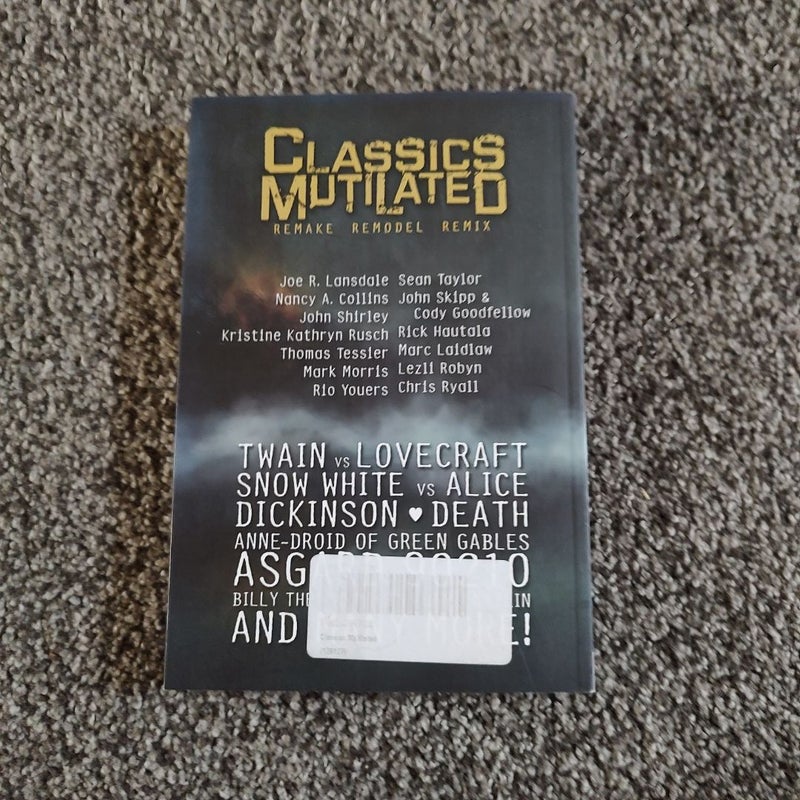 CLASSICS
MUTILATED
REMAKE REMODEL REMIX
Joe R. Lansdale
Nancy A. Collins
John Shirley
Kristine Kathryn Rusch
Thomas Tessier
Mark Morris
Rio Youers
Sean Taylor
John Skipp &
Cody Goodfellow
Rick Hautala
Marc Laidlaw
Lezli Robyn
Chris Ryall
TWAIN VS LOVECRAFT
SNOW WHITE VS ALICE
DICKINSON ♥ DEATH
ANNE-DROID OF GREEN GABLES
BILLY THE
AND MORE!